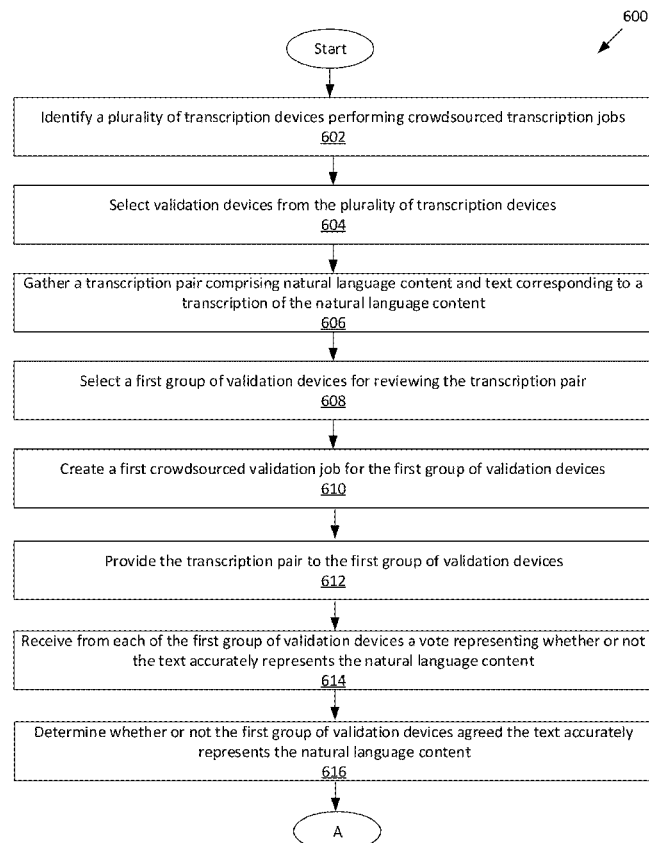 600
Start
Identify a plurality of transcription devices performing crowdsourced transcription jobs
602
Select validation devices from the plurality of transcription devices
604
Gather a transcription pair comprising natural language content and text corresponding to a
transcription of the natural language content
606
Select a first group of validation devices for reviewing the transcription pair
608
Create a first crowdsourced validation job for the first group of validation devices
610
Provide the transcription pair to the first group of validation devices
612
Receive from each of the first group of validation devices a vote representing whether or not
the text accurately represents the natural language content
614
Determine whether or not the first group of validation devices agreed the text accurately
represents the natural language content
616
A